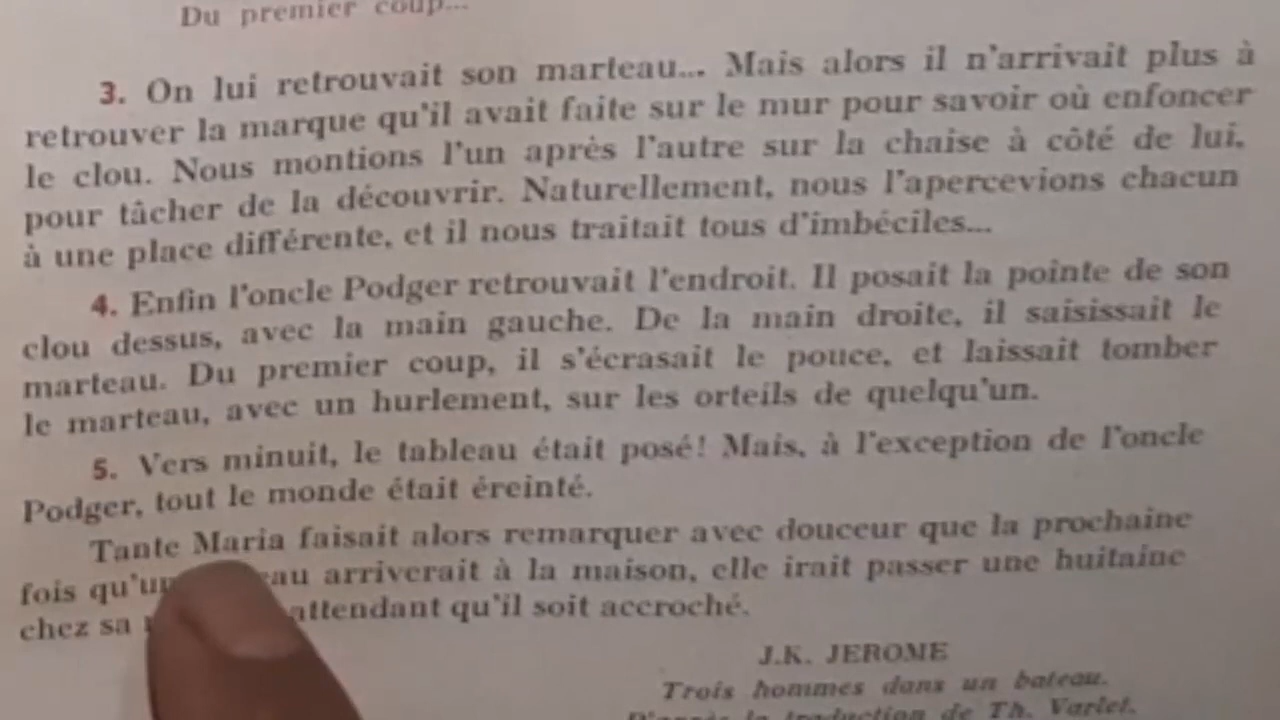 Du premier coup...
3. On lui retrouvait son marteau... Mais alors il n'arrivait plus à
retrouver la marque qu'il avait faite sur le mur pour savoir où enfoncer
le clou. Nous montions l'un après l'autre sur la chaise à côté de lui,
pour tâcher de la découvrir. Naturellement, nous l'apercevions chacun
à une place différente, et il nous traitait tous d'imbéciles...
4. Enfin l'oncle Podger retrouvait l'endroit. Il posait la pointe de son
clou dessus, avec la main gauche. De la main droite, il saisissait le
marteau. Du premier coup, il s'écrasait le pouce, et laissait tomber
le marteau, avec un hurlement, sur les orteils de quelqu'un.
5. Vers minuit, le tableau était posé! Mais, à l'exception de l'oncle
Podger, tout le monde était éreinté.
Tante Maria faisait alors remarquer avec douceur que la prochaine
fois arriverait à la maison, elle irait passer une huitaine
chez sa attendant qu'il soit accroché.
J.K. JEROME
Trois hommes dans un bateau.
D'après la traduction de Th. Varlet.